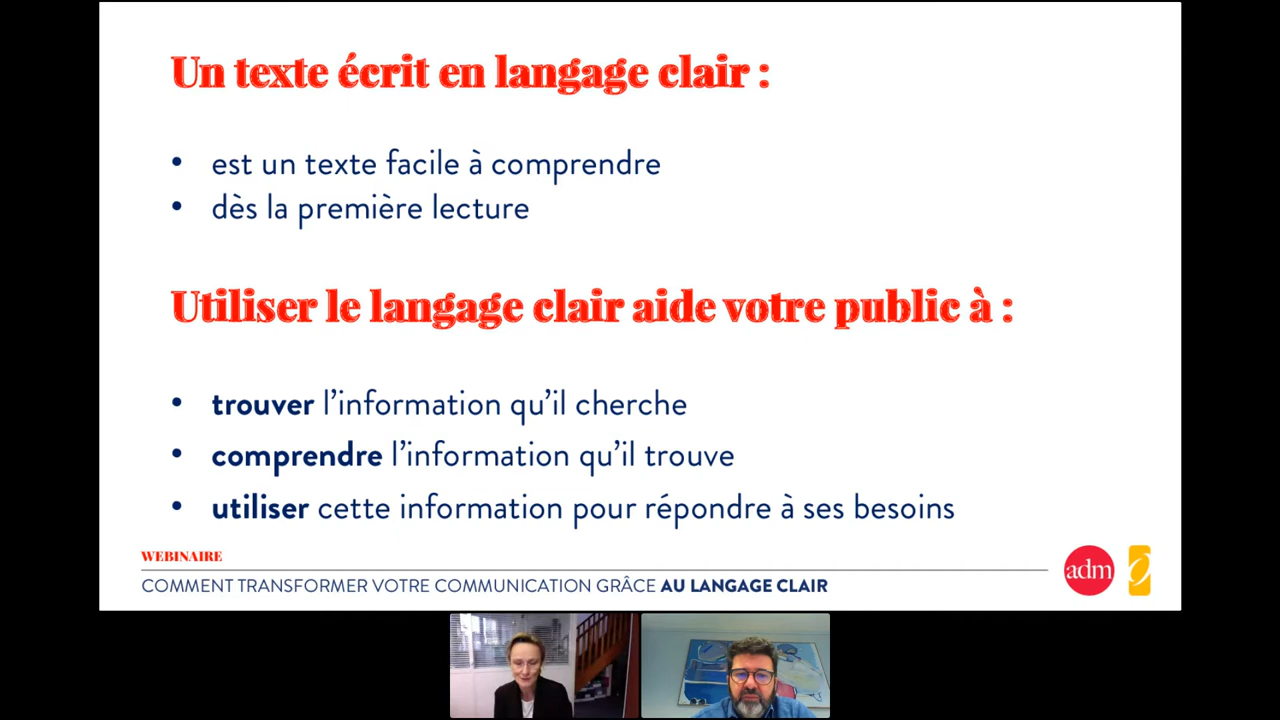 Un texte écrit en langage clair :
• est un texte facile à comprendre
• dès la première lecture
Utiliser le langage clair aide votre public à :
• trouver l’information qu’il cherche
• comprendre l’information qu’il trouve
• utiliser cette information pour répondre à ses besoins
WEBINAIRE
COMMENT TRANSFORMER VOTRE COMMUNICATION GRÂCE AU LANGAGE CLAIR
adm